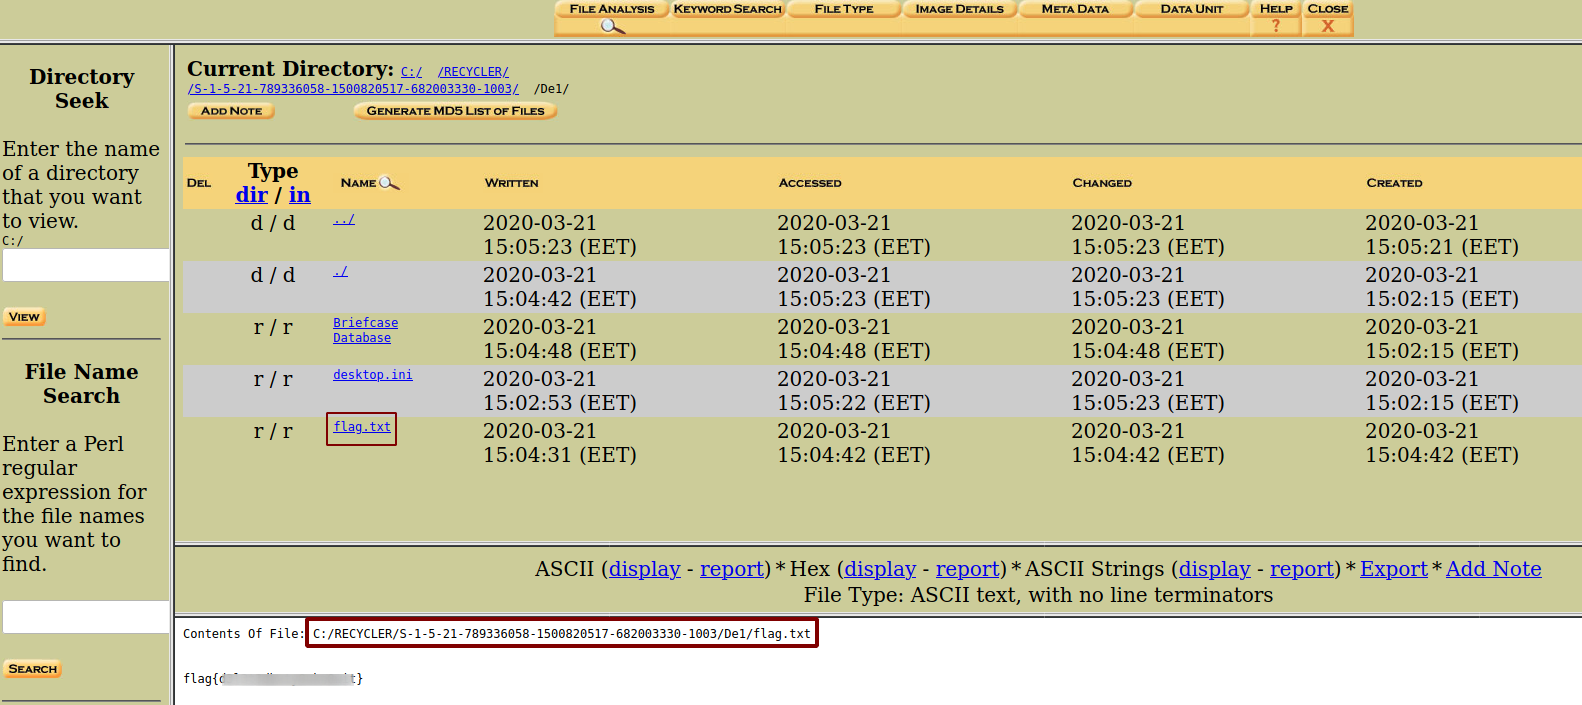 FILE ANALYSIS KEYWORD SEARCH FILE TYPE IMAGE DETAILS META DATA DATA UNIT HELP CLOSE
? X
Directory
Seek
Enter the name
of a directory
that you want
to view.
C:/
VIEW
File Name
Search
Enter a Perl
regular
expression for
the file names
you want to
find.
SEARCH
Current Directory: C:/ /RECYCLER/
/S-1-5-21-789336058-1500820517-682003330-1003/ /De1/
ADD NOTE GENERATE MD5 LIST OF FILES
DEL Type NAME WRITTEN ACCESSED CHANGED CREATED
dir / in
d / d ../ 2020-03-21 2020-03-21 2020-03-21 2020-03-21
15:05:23 (EET) 15:05:23 (EET) 15:05:23 (EET) 15:05:21 (EET)
d / d ./ 2020-03-21 2020-03-21 2020-03-21 2020-03-21
15:04:42 (EET) 15:05:23 (EET) 15:05:23 (EET) 15:02:15 (EET)
r / r Briefcase 2020-03-21 2020-03-21 2020-03-21 2020-03-21
Database 15:04:48 (EET) 15:04:48 (EET) 15:04:48 (EET) 15:02:15 (EET)
r / r desktop.ini 2020-03-21 2020-03-21 2020-03-21 2020-03-21
15:02:53 (EET) 15:05:22 (EET) 15:05:23 (EET) 15:02:15 (EET)
r / r flag.txt 2020-03-21 2020-03-21 2020-03-21 2020-03-21
15:04:31 (EET) 15:04:42 (EET) 15:04:42 (EET) 15:04:42 (EET)
ASCII (display - report) * Hex (display - report) * ASCII Strings (display - report) * Export * Add Note
File Type: ASCII text, with no line terminators
Contents Of File: C:/RECYCLER/S-1-5-21-789336058-1500820517-682003330-1003/De1/flag.txt
flag{ }